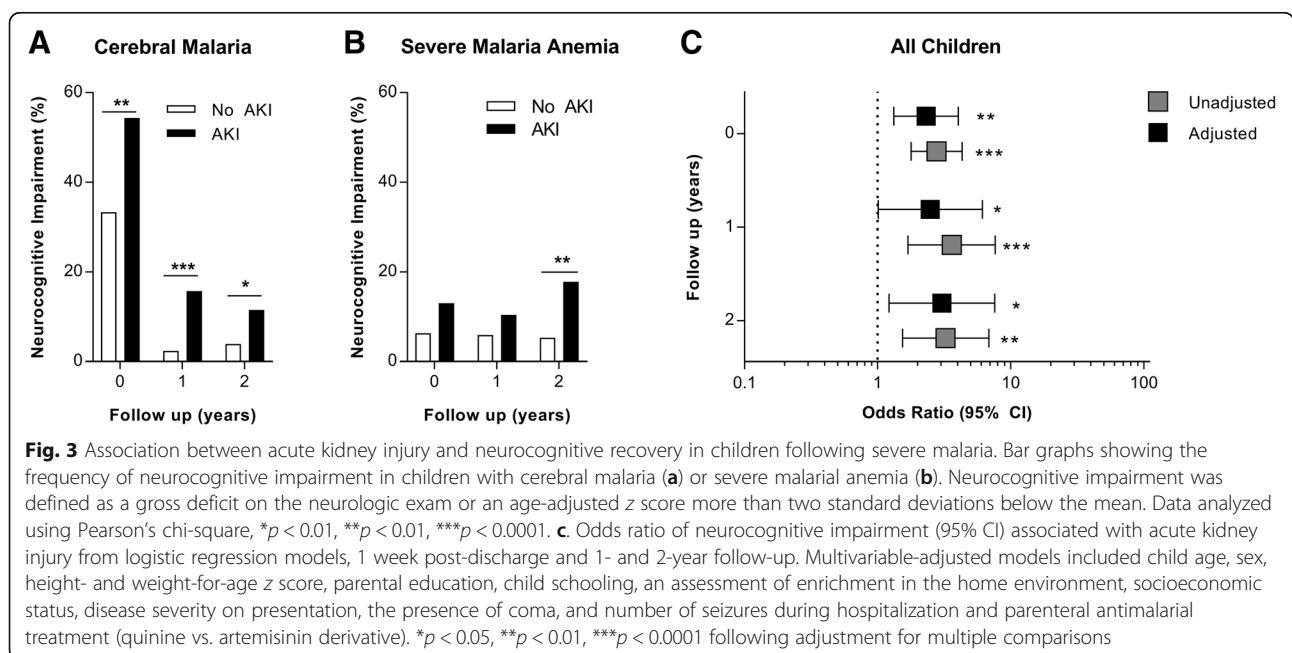 A Cerebral Malaria
60
40
20
0
Neurocognitive Impairment (%)
No AKI
AKI
**
***
*
0 1 2
Follow up (years)
B Severe Malaria Anemia
60
40
20
0
Neurocognitive Impairment (%)
No AKI
AKI
**
0 1 2
Follow up (years)
C All Children
Follow up (years)
0
1
2
**
***
*
***
*
**
0.1 1 10 100
Odds Ratio (95% CI)
Unadjusted
Adjusted
Fig. 3 Association between acute kidney injury and neurocognitive recovery in children following severe malaria. Bar graphs showing the
frequency of neurocognitive impairment in children with cerebral malaria (a) or severe malarial anemia (b). Neurocognitive impairment was
defined as a gross deficit on the neurologic exam or an age-adjusted z score more than two standard deviations below the mean. Data analyzed
using Pearson's chi-square, *p < 0.01, **p < 0.01, ***p < 0.0001. c. Odds ratio of neurocognitive impairment (95% CI) associated with acute kidney
injury from logistic regression models, 1 week post-discharge and 1- and 2-year follow-up. Multivariable-adjusted models included child age, sex,
height- and weight-for-age z score, parental education, child schooling, an assessment of enrichment in the home environment, socioeconomic
status, disease severity on presentation, the presence of coma, and number of seizures during hospitalization and parenteral antimalarial
treatment (quinine vs. artemisinin derivative). *p < 0.05, **p < 0.01, ***p < 0.0001 following adjustment for multiple comparisons